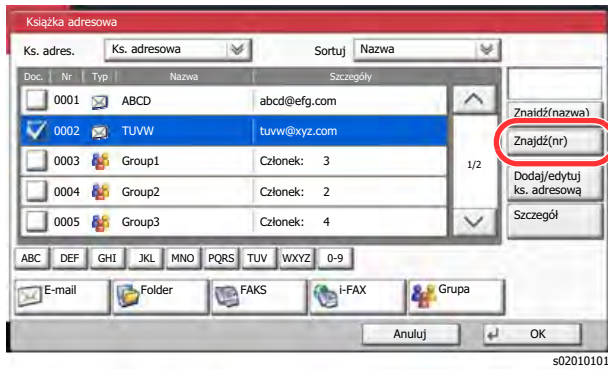 Książka adresowa
Ks. adres. Ks. adresowa Sortuj Nazwa
Doc. Nr Typ Nazwa Szczegóły
0001 ABCD abcd@efg.com
Znajdź(nazwa)
0002 TUVW tuvw@xyz.com
Znajdź(nr)
0003 Group1 Członek: 3
1/2
0004 Group2 Członek: 2
Dodaj/edytuj
ks. adresową
0005 Group3 Członek: 4
Szczegół
ABC DEF GHI JKL MNO PQRS TUV WXYZ 0-9
E-mail Folder FAKS i-FAX Grupa
Anuluj OK
s02010101